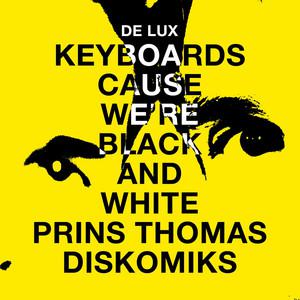 DE LUX
KEYBOARDS
CAUSE
WE'RE
BLACK
AND
WHITE
PRINS THOMAS
DISKOMIKS